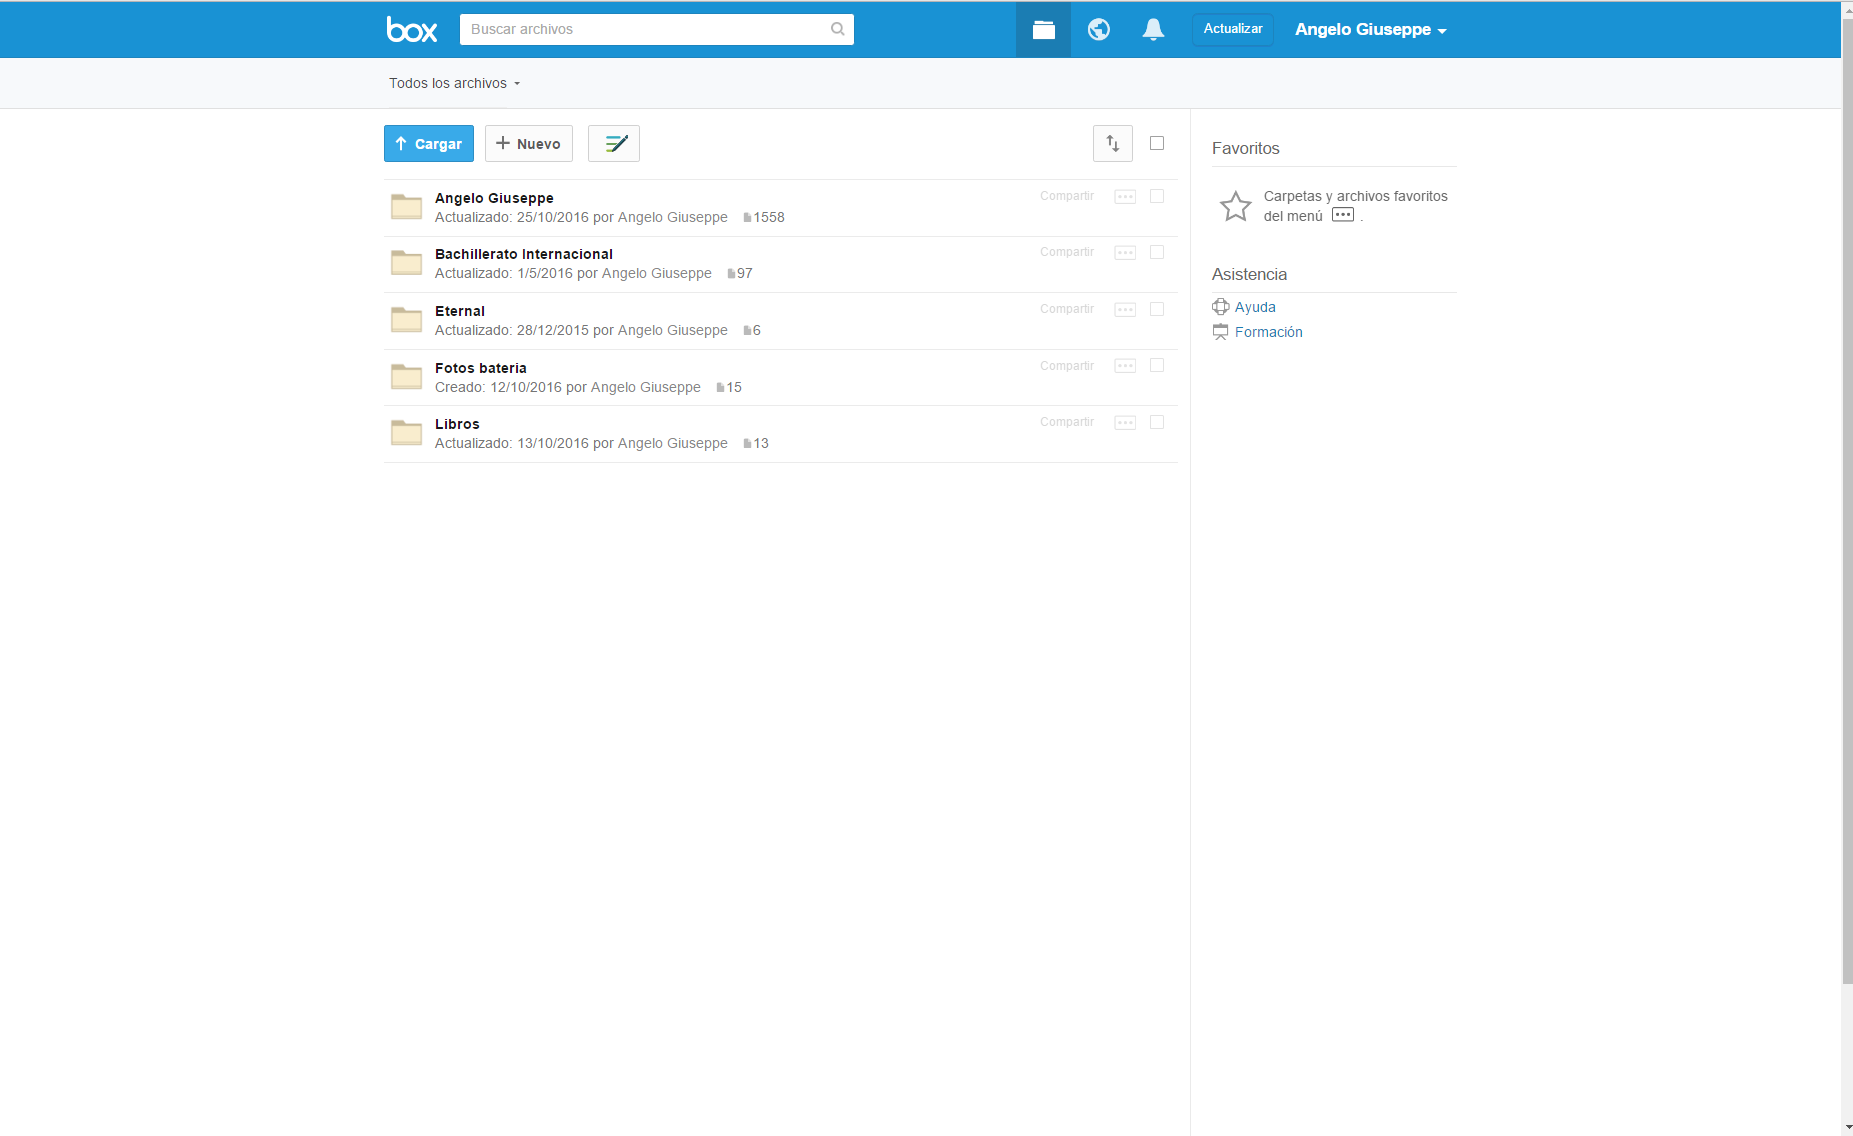 box
Buscar archivos
Actualizar
Angelo Giuseppe
Todos los archivos
Cargar
Nuevo
Angelo Giuseppe
Compartir
Actualizado: 25/10/2016 por Angelo Giuseppe 1558
Bachillerato Internacional
Compartir
Actualizado: 1/5/2016 por Angelo Giuseppe 97
Eternal
Compartir
Actualizado: 28/12/2015 por Angelo Giuseppe 6
Fotos bateria
Compartir
Creado: 12/10/2016 por Angelo Giuseppe 15
Libros
Compartir
Actualizado: 13/10/2016 por Angelo Giuseppe 13
Favoritos
Carpetas y archivos favoritos
del menú .
Asistencia
Ayuda
Formación